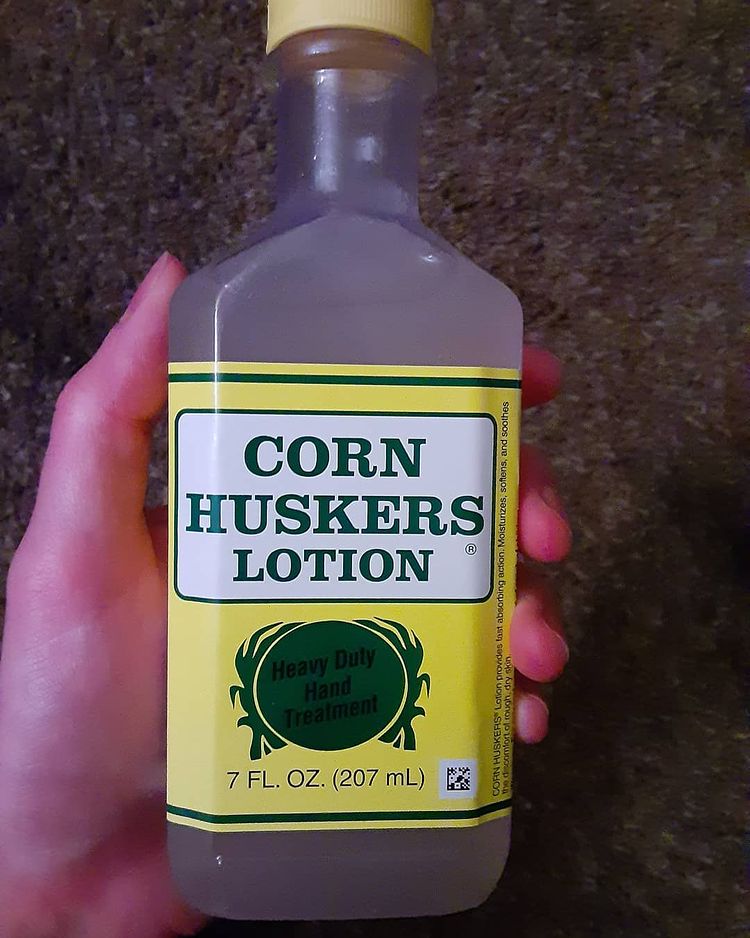 CORN
HUSKERS
LOTION
®
Heavy Duty
Hand
Treatment
7 FL. OZ. (207 mL)
CORN HUSKERS® Lotion provides fast absorbing action. Moisturizes, softens, and soothes
the discomfort of rough, dry skin.